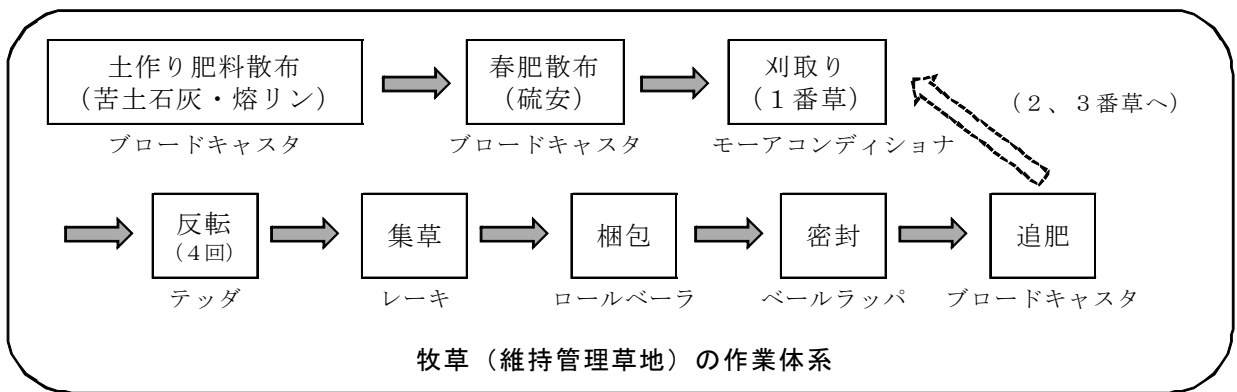 土作り肥料散布
（苦土石灰・熔リン）
ブロードキャスタ
春肥散布
（硫安）
ブロードキャスタ
刈取り
（１番草）
モーアコンディショナ
（２、３番草へ）
反転
（４回）
テッダ
集草
レーキ
梱包
ロールベーラ
密封
ベールラッパ
追肥
ブロードキャスタ
牧草（維持管理草地）の作業体系